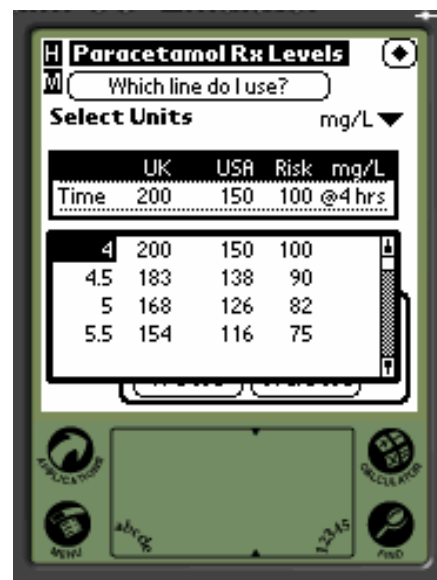 H Paracetamol Rx Levels
M Which line do I use?
Select Units mg/L
UK USA Risk mg/L
Time 200 150 100 @4 hrs
4 200 150 100
4.5 183 138 90
5 168 126 82
5.5 154 116 75
APPLICATIONS CALCULATOR
MENU abcde 12345 FIND